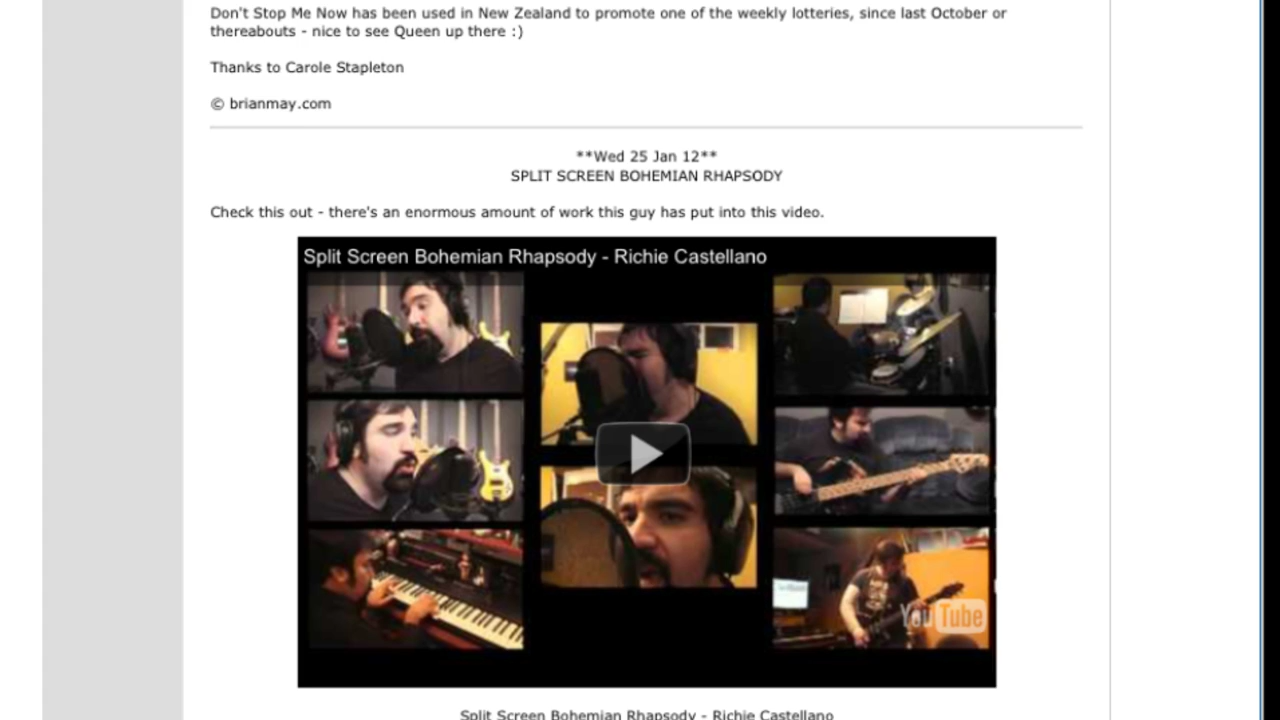 Don't Stop Me Now has been used in New Zealand to promote one of the weekly lotteries, since last October or
thereabouts - nice to see Queen up there :)
Thanks to Carole Stapleton
© brianmay.com
**Wed 25 Jan 12**
SPLIT SCREEN BOHEMIAN RHAPSODY
Check this out - there's an enormous amount of work this guy has put into this video.
Split Screen Bohemian Rhapsody - Richie Castellano
YouTube
Split Screen Bohemian Rhapsody - Richie Castellano